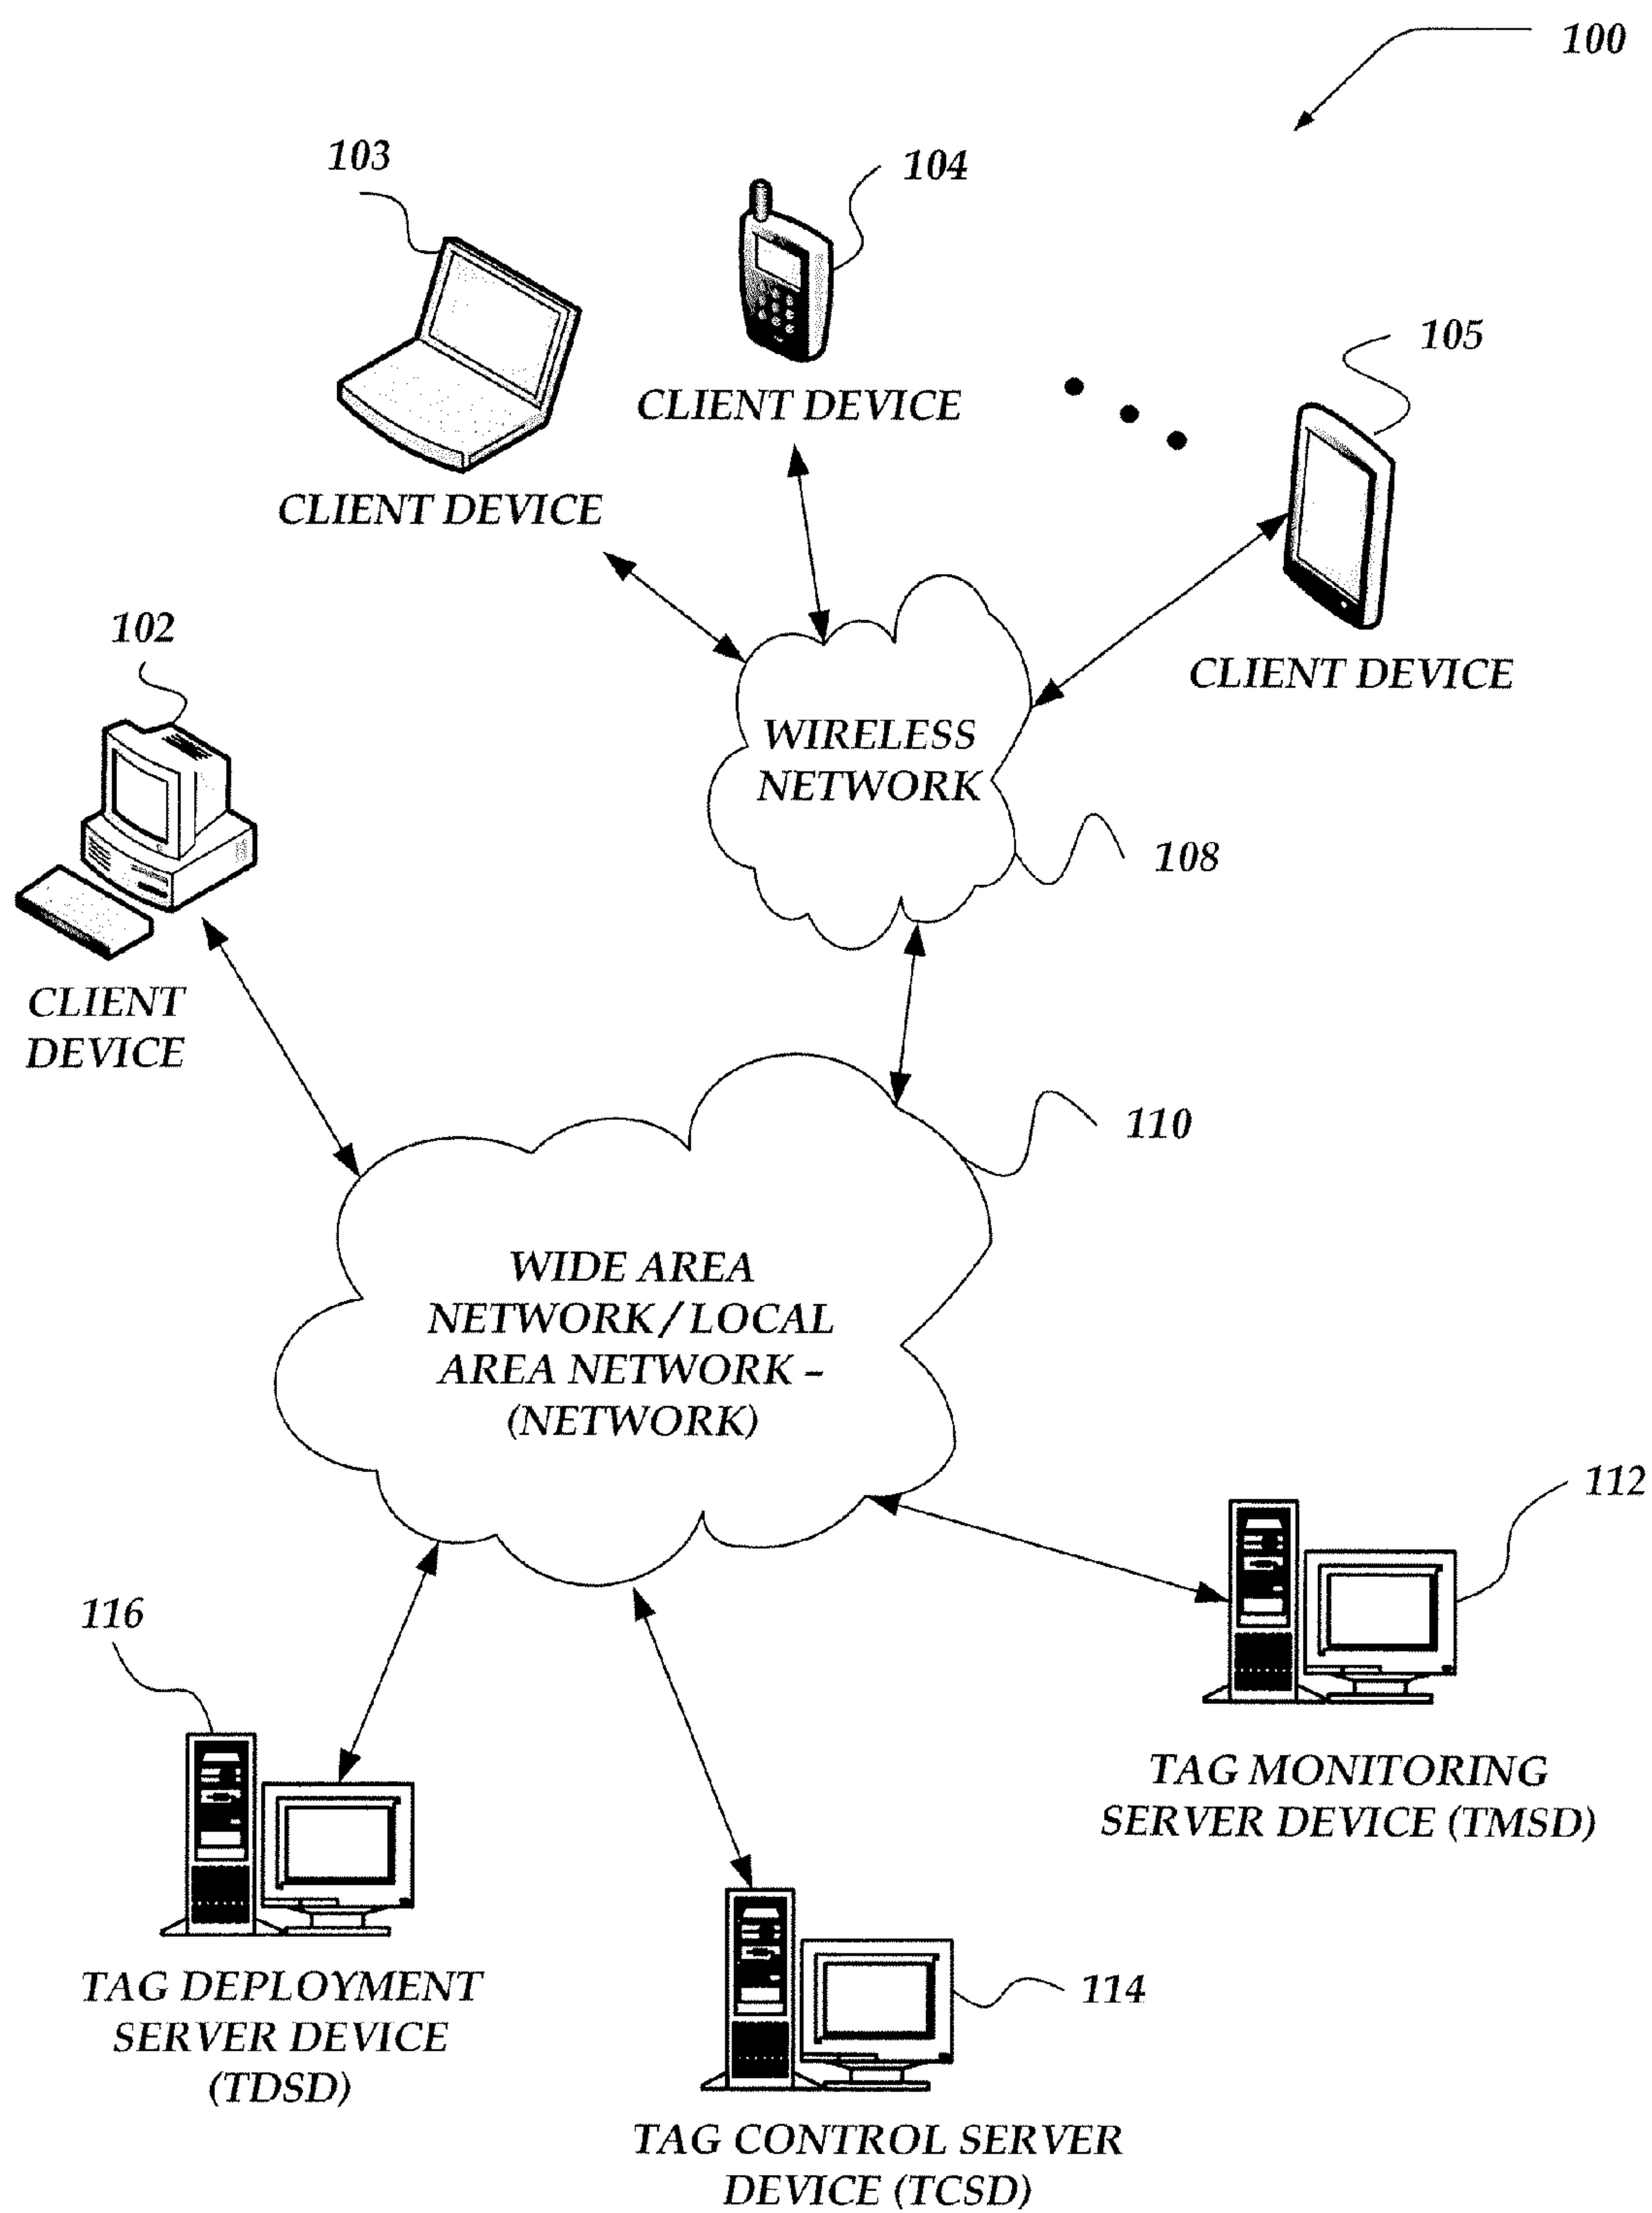 100
103
104
CLIENT DEVICE
105
CLIENT DEVICE
CLIENT DEVICE
102
WIRELESS
NETWORK
108
CLIENT
DEVICE
110
WIDE AREA
NETWORK / LOCAL
AREA NETWORK –
(NETWORK)
112
116
TAG MONITORING
SERVER DEVICE (TMSD)
TAG DEPLOYMENT
SERVER DEVICE
(TDSD)
114
TAG CONTROL SERVER
DEVICE (TCSD)